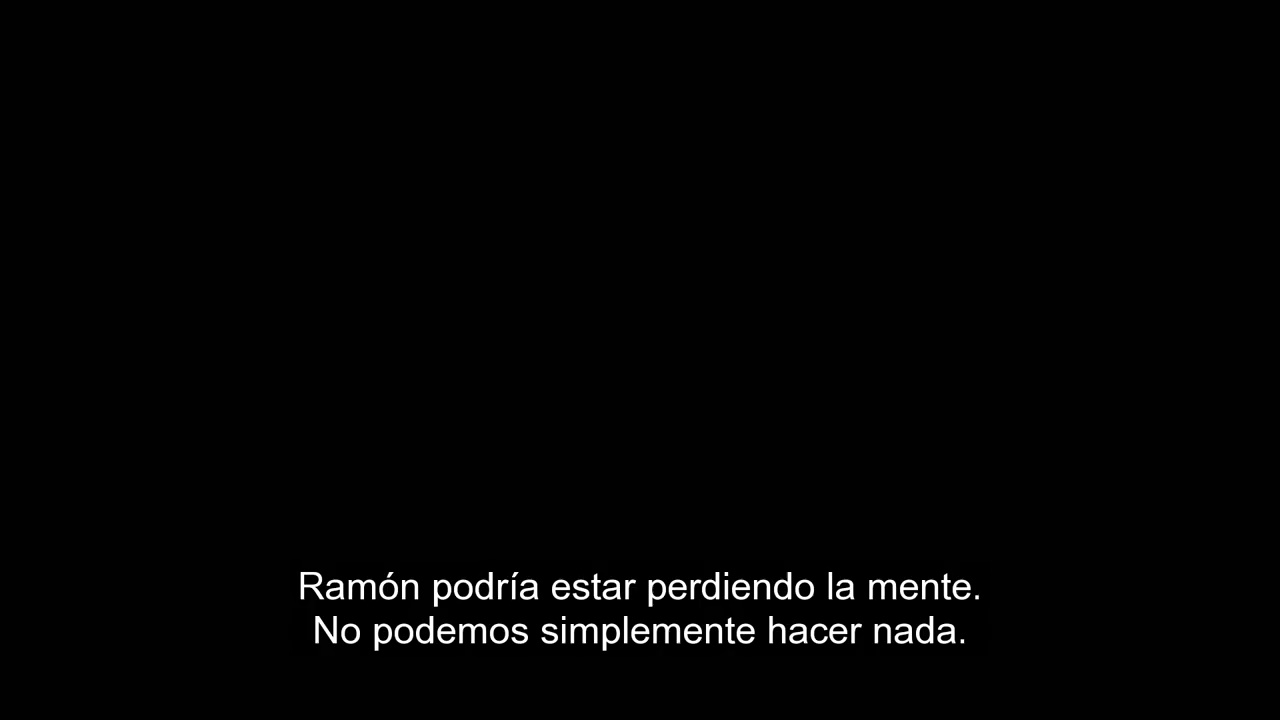 Ramón podría estar perdiendo la mente.
No podemos simplemente hacer nada.